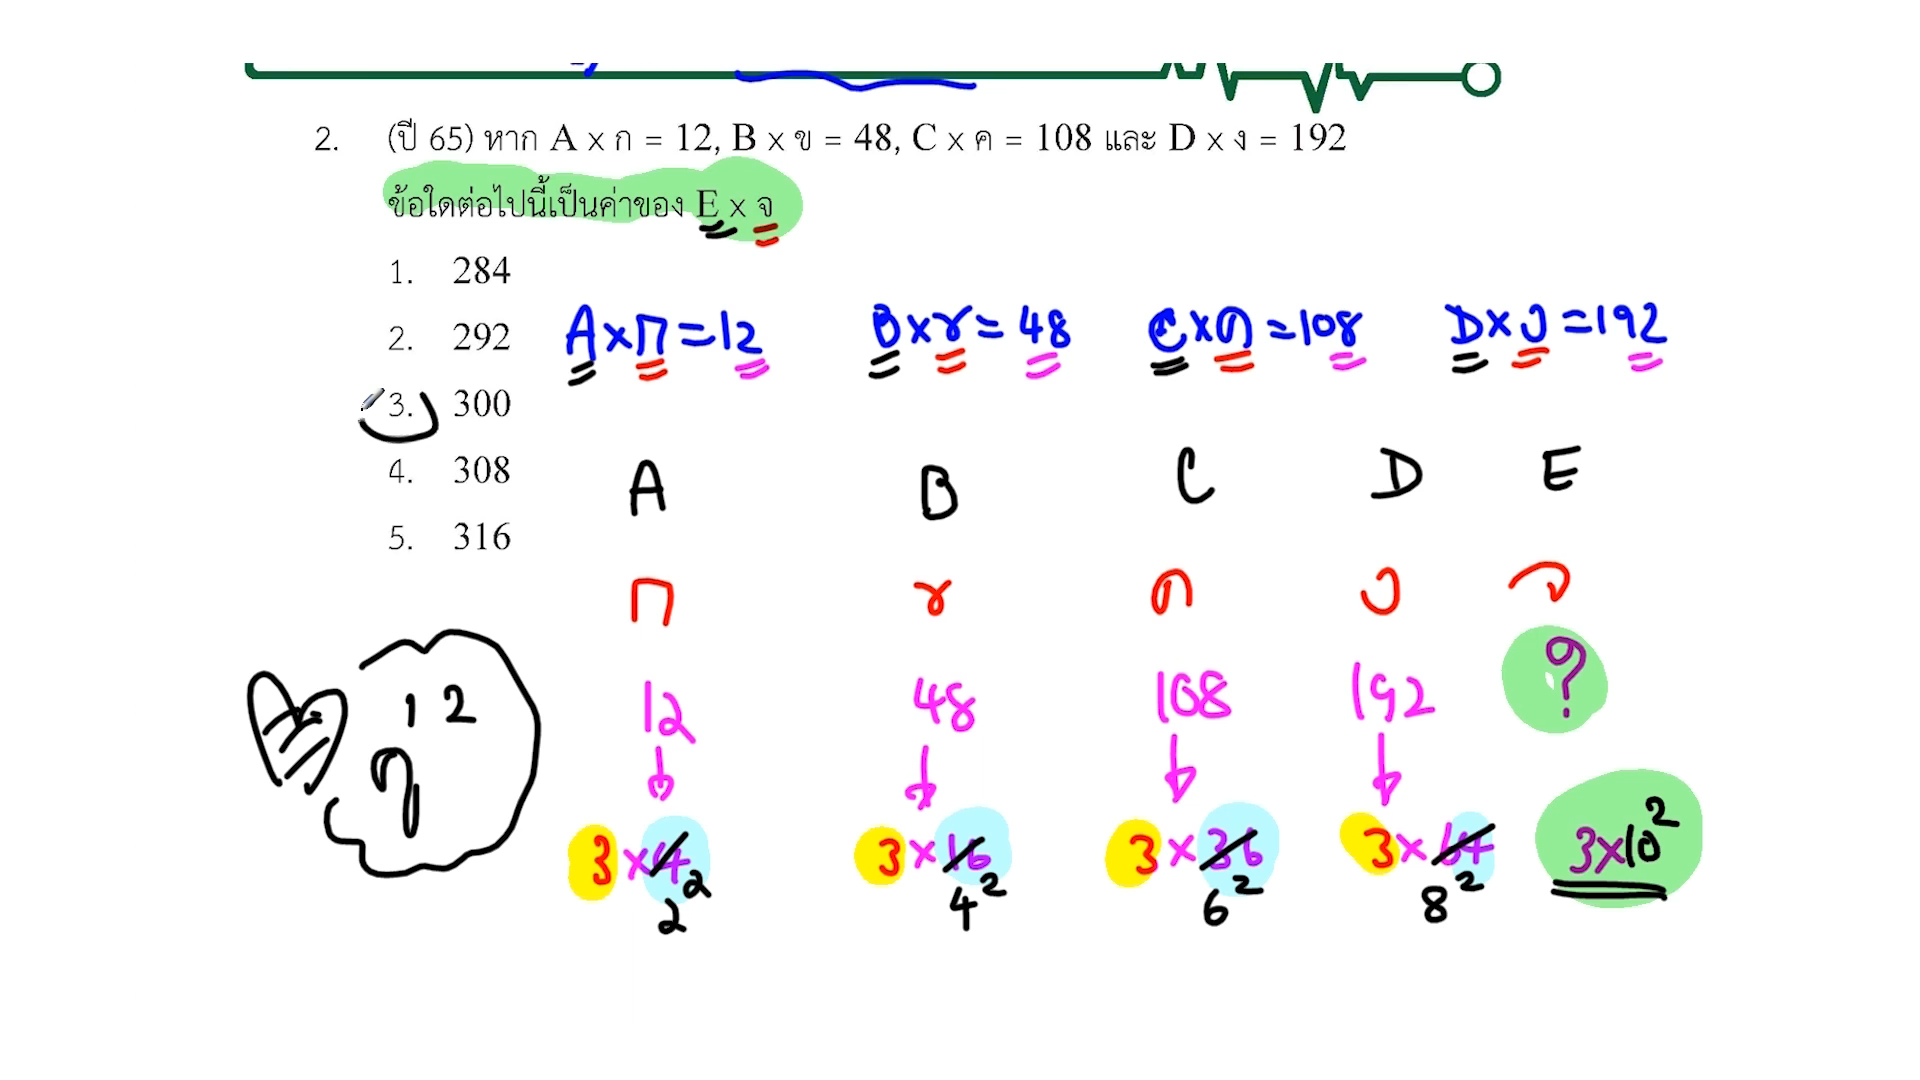 2. (ปี 65) หาก A x ก = 12, B x ข = 48, C x ค = 108 และ D x ง = 192
ข้อใดต่อไปนี้เป็นค่าของ E x จ
1. 284
2. 292
3. 300
4. 308
5. 316
A×ก=12 B×ข=48 C×ค=108 D×ง=192
A B C D E
ก ข ค ง จ
12 48 108 192 ?
3×4 3×16 3×36 3×64 3×10²
2² 4² 6² 8²
12